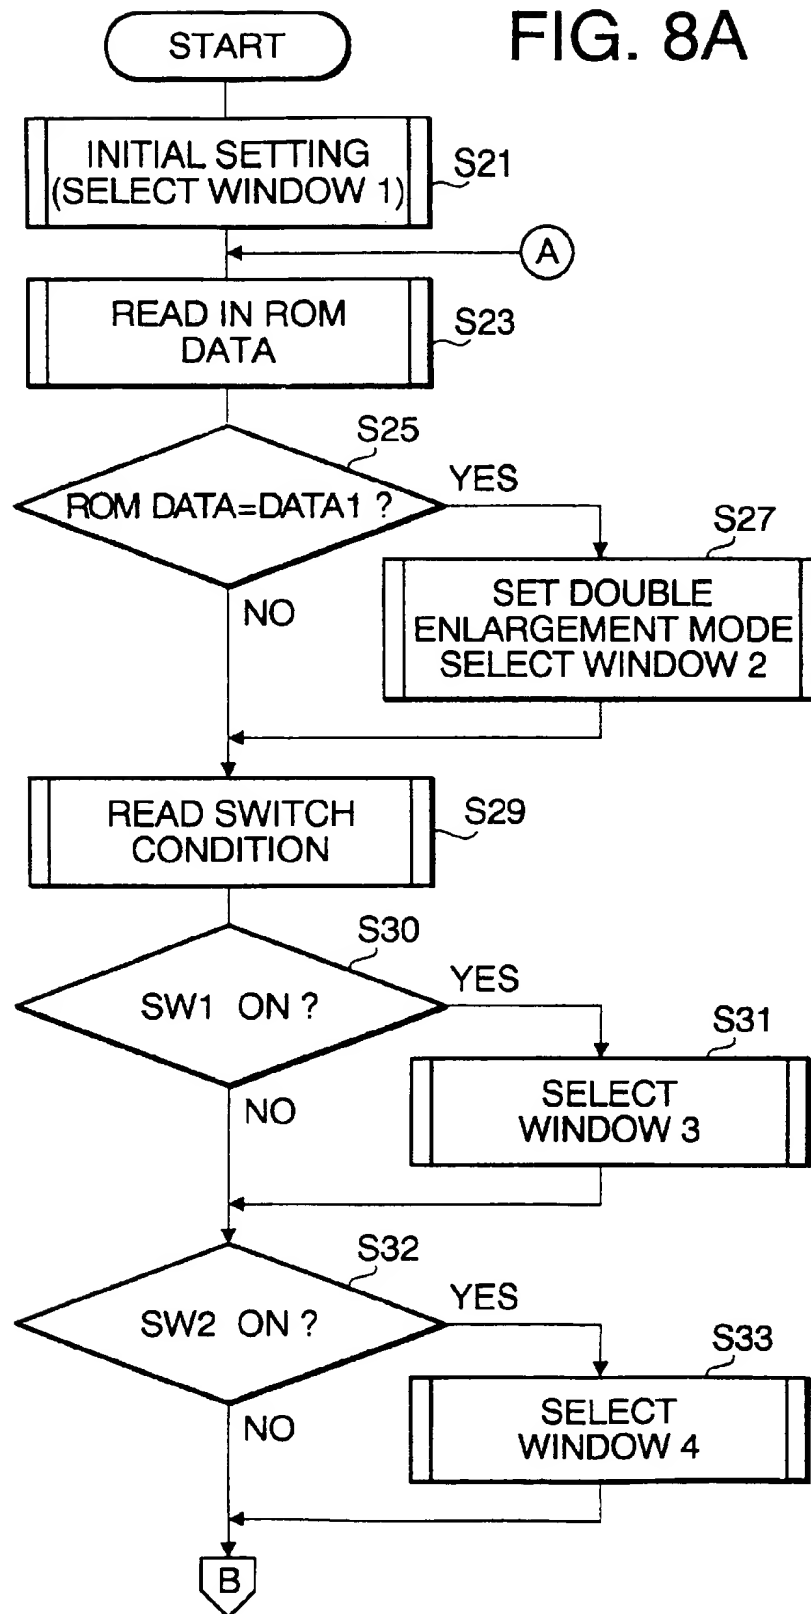 FIG. 8A
START
INITIAL SETTING
(SELECT WINDOW 1)
S21
A
READ IN ROM
DATA
S23
S25
ROM DATA=DATA1 ?
YES
NO
S27
SET DOUBLE
ENLARGEMENT MODE
SELECT WINDOW 2
READ SWITCH
CONDITION
S29
S30
SW1 ON ?
YES
NO
S31
SELECT
WINDOW 3
S32
SW2 ON ?
YES
NO
S33
SELECT
WINDOW 4
B